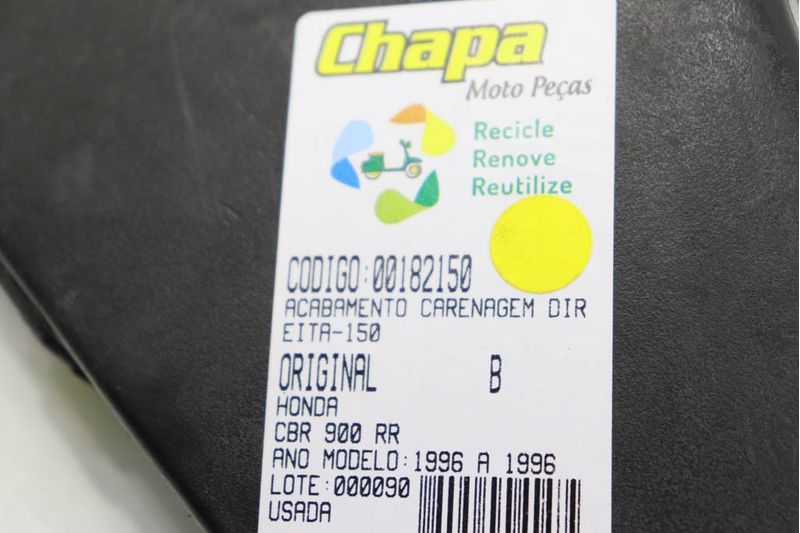 Chapa
Moto Peças
Recicle
Renove
Reutilize
CODIGO:00182150
ACABAMENTO CARENAGEM DIR
EITA-150
ORIGINAL B
HONDA
CBR 900 RR
ANO MODELO:1996 A 1996
LOTE:000090
USADA